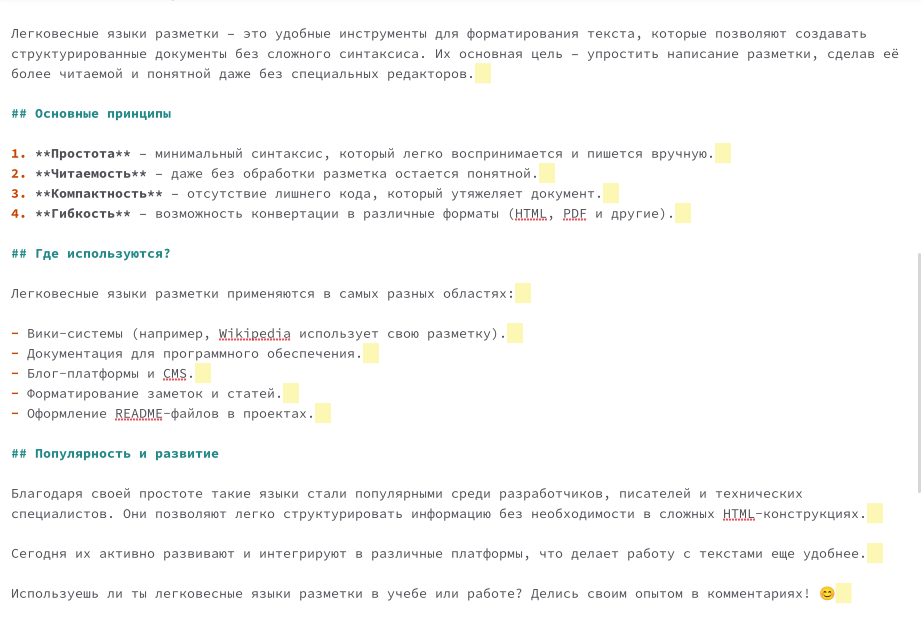 Легковесные языки разметки – это удобные инструменты для форматирования текста, которые позволяют создавать
структурированные документы без сложного синтаксиса. Их основная цель – упростить написание разметки, сделав её
более читаемой и понятной даже без специальных редакторов.
## Основные принципы
1. **Простота** – минимальный синтаксис, который легко воспринимается и пишется вручную.
2. **Читаемость** – даже без обработки разметка остается понятной.
3. **Компактность** – отсутствие лишнего кода, который утяжеляет документ.
4. **Гибкость** – возможность конвертации в различные форматы (HTML, PDF и другие).
## Где используются?
Легковесные языки разметки применяются в самых разных областях:
- Вики-системы (например, Wikipedia использует свою разметку).
- Документация для программного обеспечения.
- Блог-платформы и CMS.
- Форматирование заметок и статей.
- Оформление README-файлов в проектах.
## Популярность и развитие
Благодаря своей простоте такие языки стали популярными среди разработчиков, писателей и технических
специалистов. Они позволяют легко структурировать информацию без необходимости в сложных HTML-конструкциях.
Сегодня их активно развивают и интегрируют в различные платформы, что делает работу с текстами еще удобнее.
Используешь ли ты легковесные языки разметки в учебе или работе? Делись своим опытом в комментариях! 😊